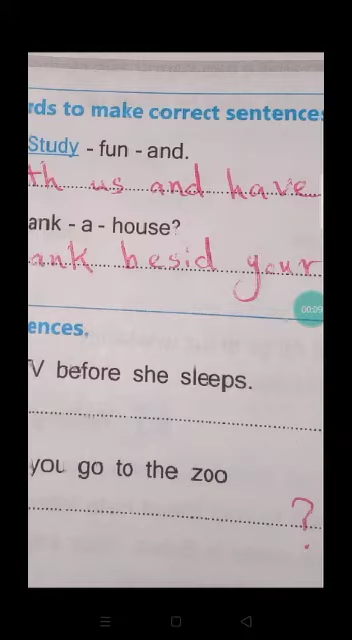 rds to make correct sentences
Study - fun - and.
th us and have
ank - a - house?
ank besid your
00:09
ences.
V before she sleeps.
you go to the zoo
?